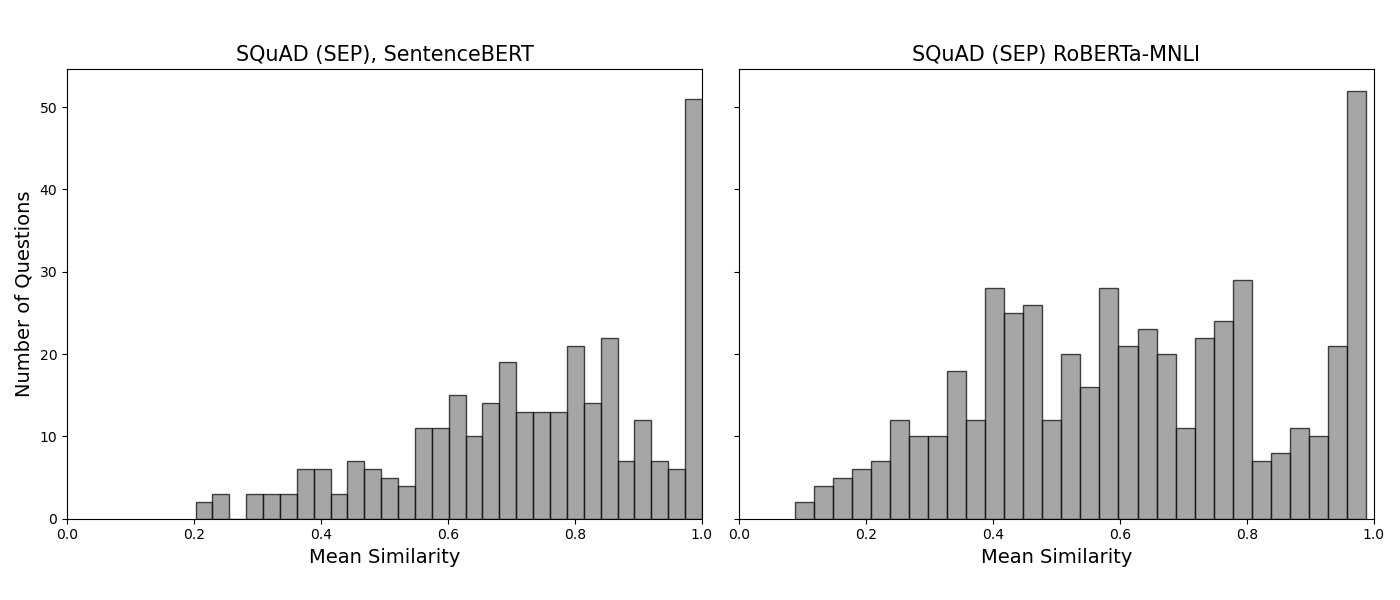 SQuAD (SEP), SentenceBERT
Number of Questions
50
40
30
20
10
0
0.0 0.2 0.4 0.6 0.8 1.0
Mean Similarity
SQuAD (SEP) RoBERTa-MNLI
0.0 0.2 0.4 0.6 0.8 1.0
Mean Similarity